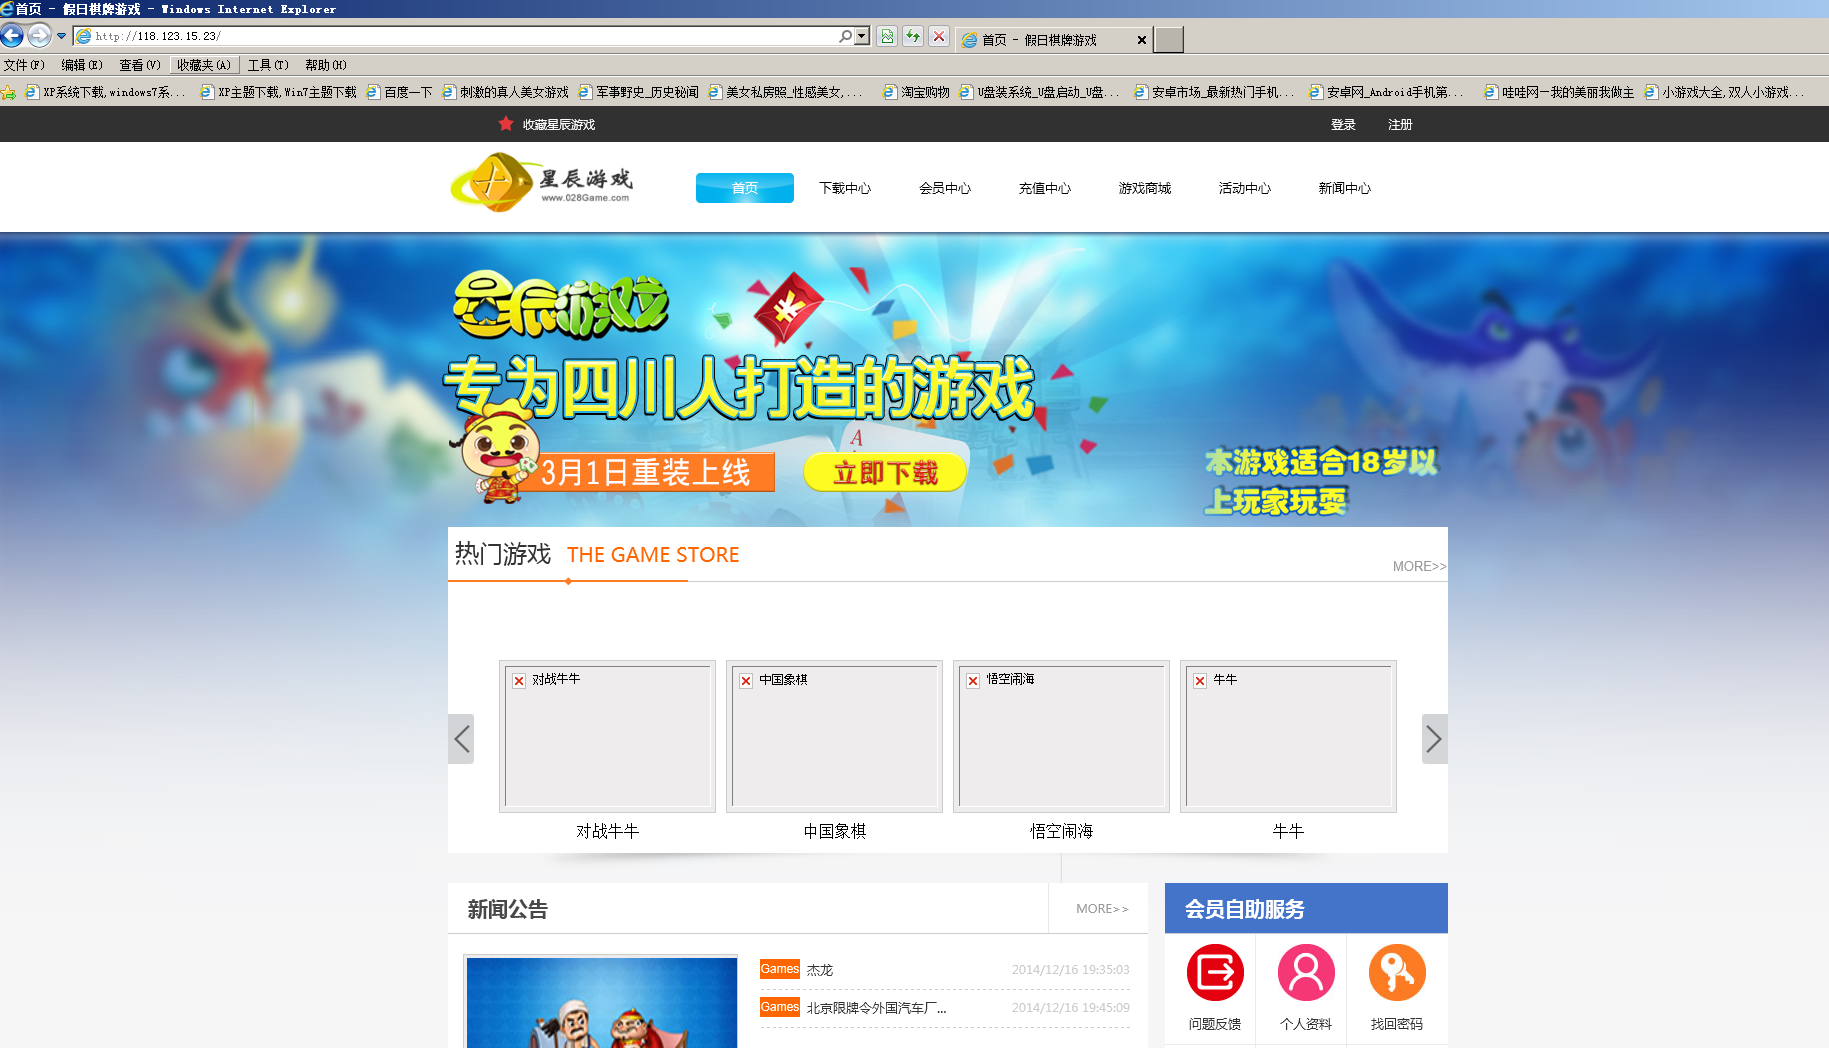 首页 - 假日棋牌游戏 - Windows Internet Explorer
http://118.123.15.23/
首页 - 假日棋牌游戏
文件(F) 编辑(E) 查看(V) 收藏夹(A) 工具(T) 帮助(H)
XP系统下载,windows7系... XP主题下载,Win7主题下载 百度一下 刺激的真人美女游戏 军事野史_历史秘闻 美女私房照_性感美女,... 淘宝购物 U盘装系统_U盘启动_U盘... 安卓市场_最新热门手机... 安卓网_Android手机第... 哇哇网－我的美丽我做主 小游戏大全,双人小游戏...
收藏星辰游戏 登录 注册
星辰游戏
www.028Game.com
首页 下载中心 会员中心 充值中心 游戏商城 活动中心 新闻中心
星辰游戏
¥
专为四川人打造的游戏
A
3月1日重装上线 立即下载
本游戏适合18岁以
上玩家玩耍
热门游戏 THE GAME STORE MORE>>
对战牛牛 中国象棋 悟空闹海 牛牛
对战牛牛 中国象棋 悟空闹海 牛牛
新闻公告 MORE>>
会员自助服务
Games 杰龙 2014/12/16 19:35:03
Games 北京限牌令外国汽车厂... 2014/12/16 19:45:09
问题反馈 个人资料 找回密码